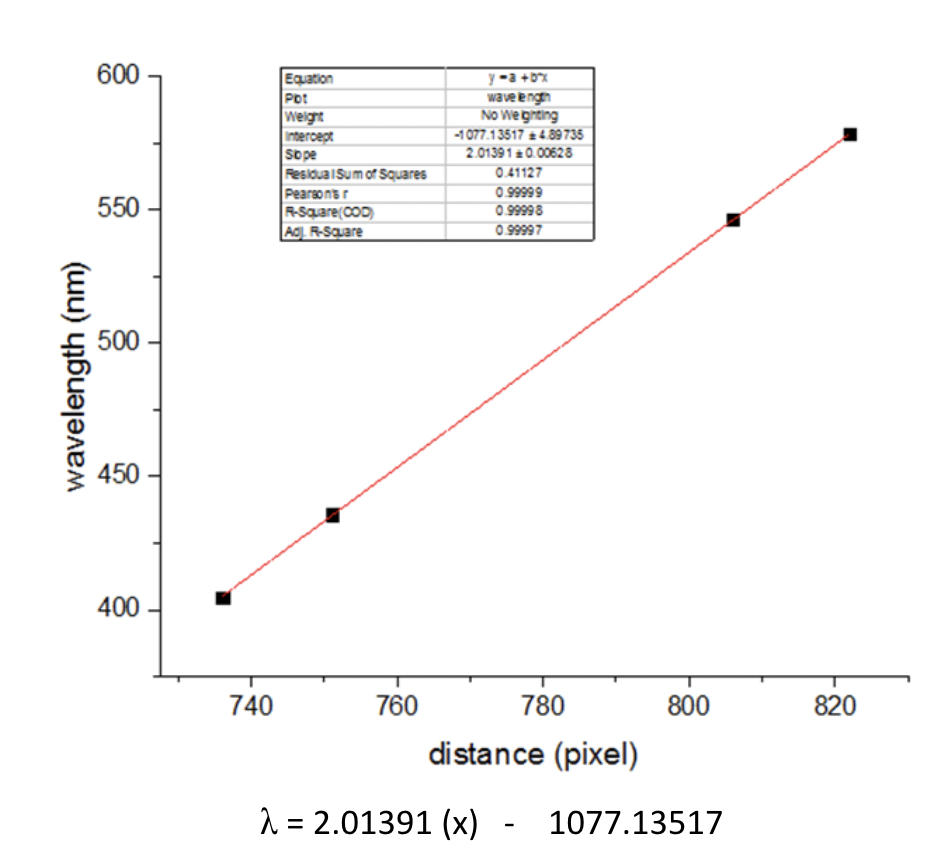 600
Equation y = a + b*x
Plot wavelength
Weight No Weighting
Intercept -1077.13517 ± 4.89735
Slope 2.01391 ± 0.00628
Residual Sum of Squares 0.41127
Pearson's r 0.99999
R-Square(COD) 0.99998
Adj. R-Square 0.99997
550
500
450
400
wavelength (nm)
740 760 780 800 820
distance (pixel)
λ = 2.01391 (x) - 1077.13517